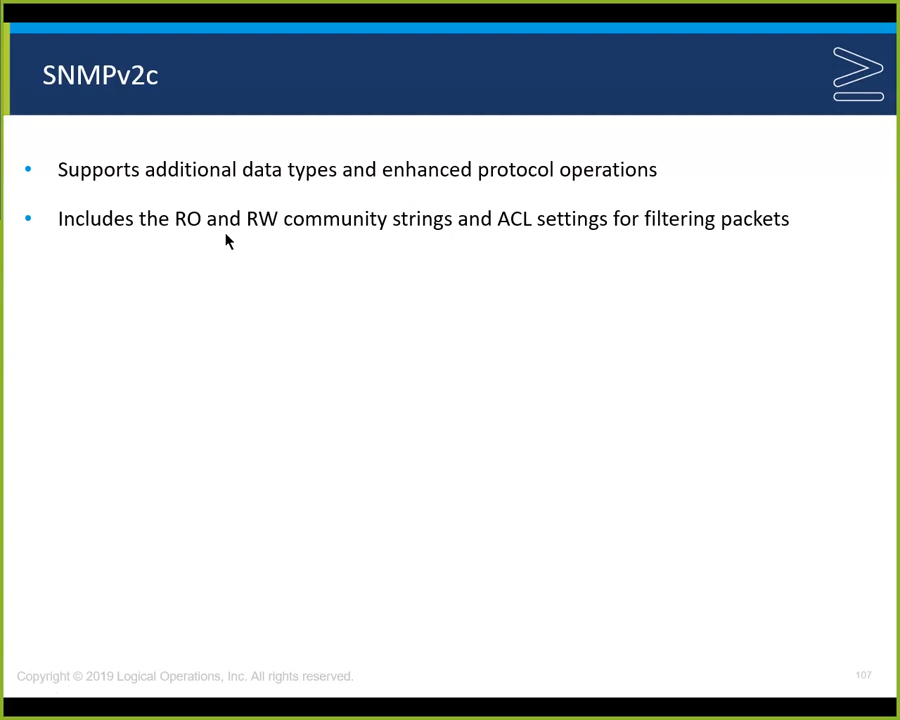 SNMPv2c
Supports additional data types and enhanced protocol operations
Includes the RO and RW community strings and ACL settings for filtering packets
Copyright © 2019 Logical Operations, Inc. All rights reserved.
107